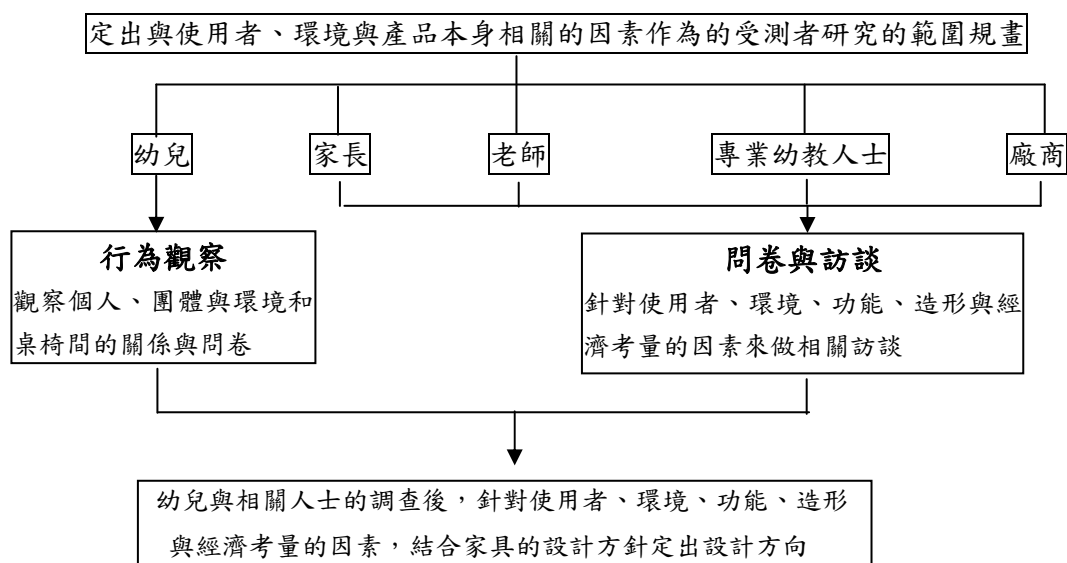 定出與使用者、環境與產品本身相關的因素作為的受測者研究的範圍規畫
幼兒
家長
老師
專業幼教人士
廠商
行為觀察
觀察個人、團體與環境和
桌椅間的關係與問卷
問卷與訪談
針對使用者、環境、功能、造形與經
濟考量的因素來做相關訪談
幼兒與相關人士的調查後，針對使用者、環境、功能、造形
與經濟考量的因素，結合家具的設計方針定出設計方向